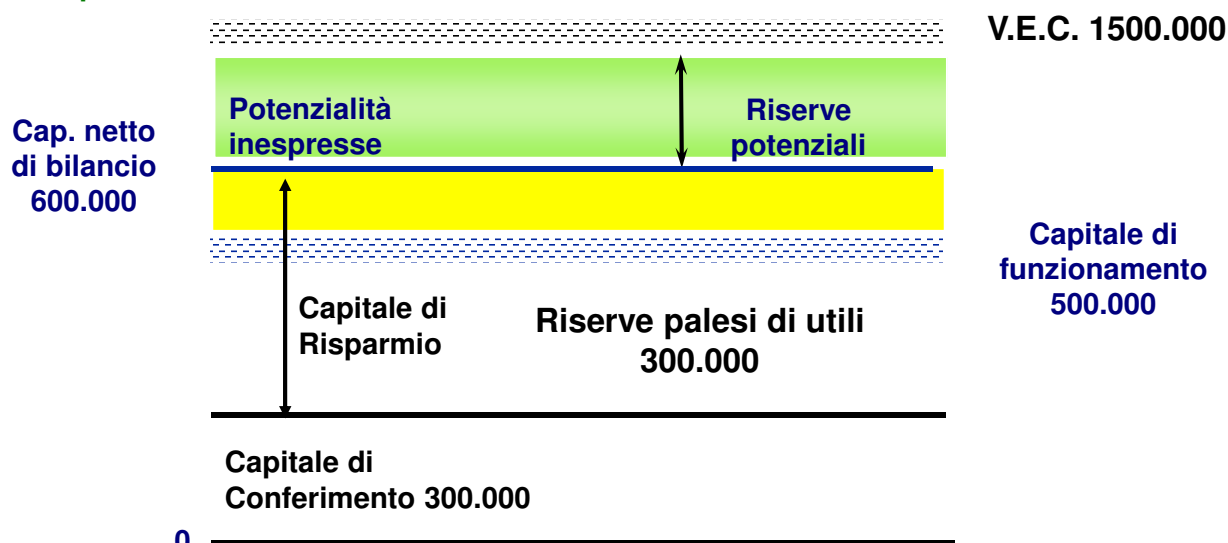 V.E.C. 1500.000
Potenzialità
inespresse
Riserve
potenziali
Cap. netto
di bilancio
600.000
Capitale di
funzionamento
500.000
Capitale di
Risparmio
Riserve palesi di utili
300.000
Capitale di
Conferimento 300.000
0